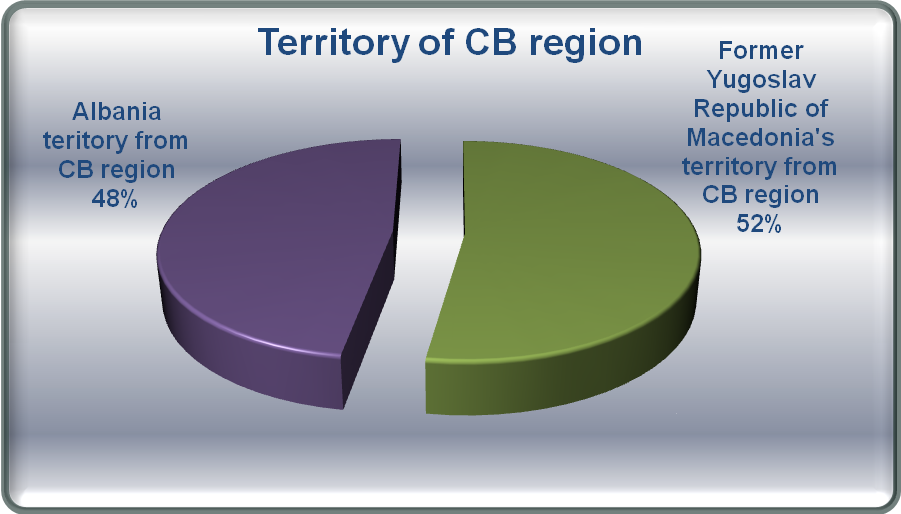 Territory of CB region
Albania
teritory from
CB region
48%
Former
Yugoslav
Republic of
Macedonia's
territory from
CB region
52%